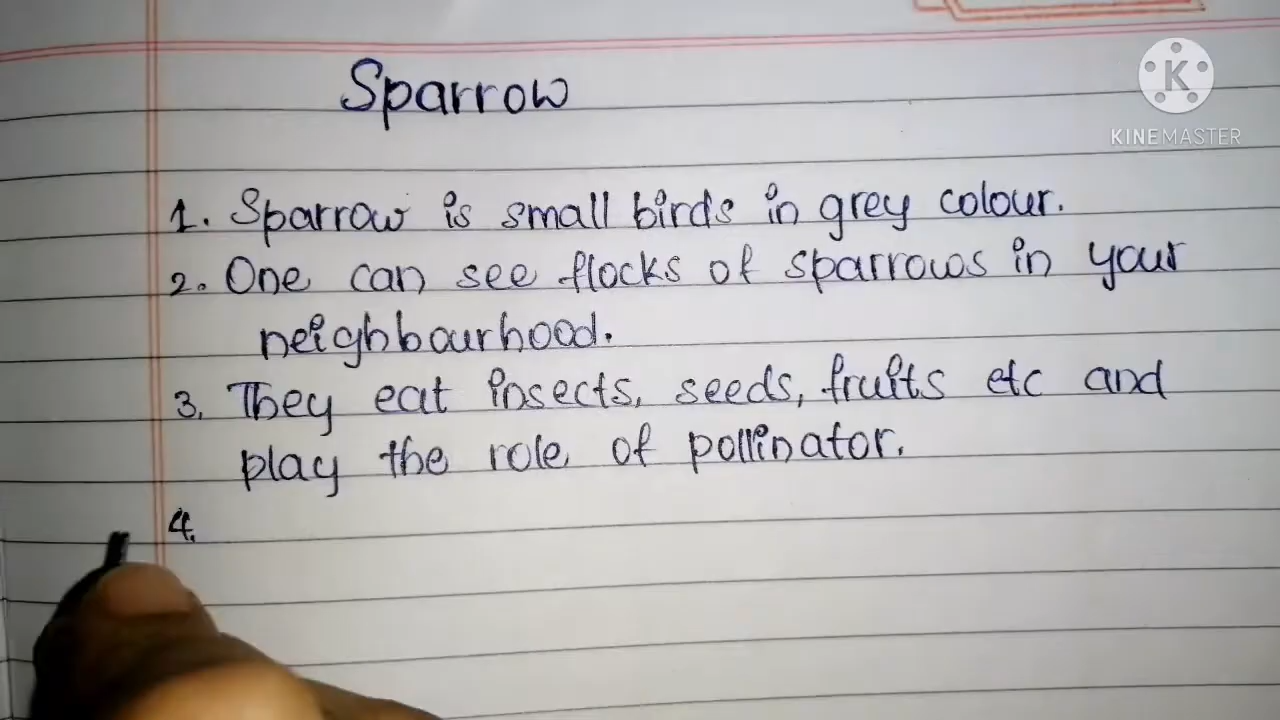 Sparrow
KINEMASTER
1. Sparrow is small birds in grey colour.
2. One can see flocks of sparrows in your
neighbourhood.
3. They eat insects, seeds, fruits etc and
play the role of pollinator.
4.